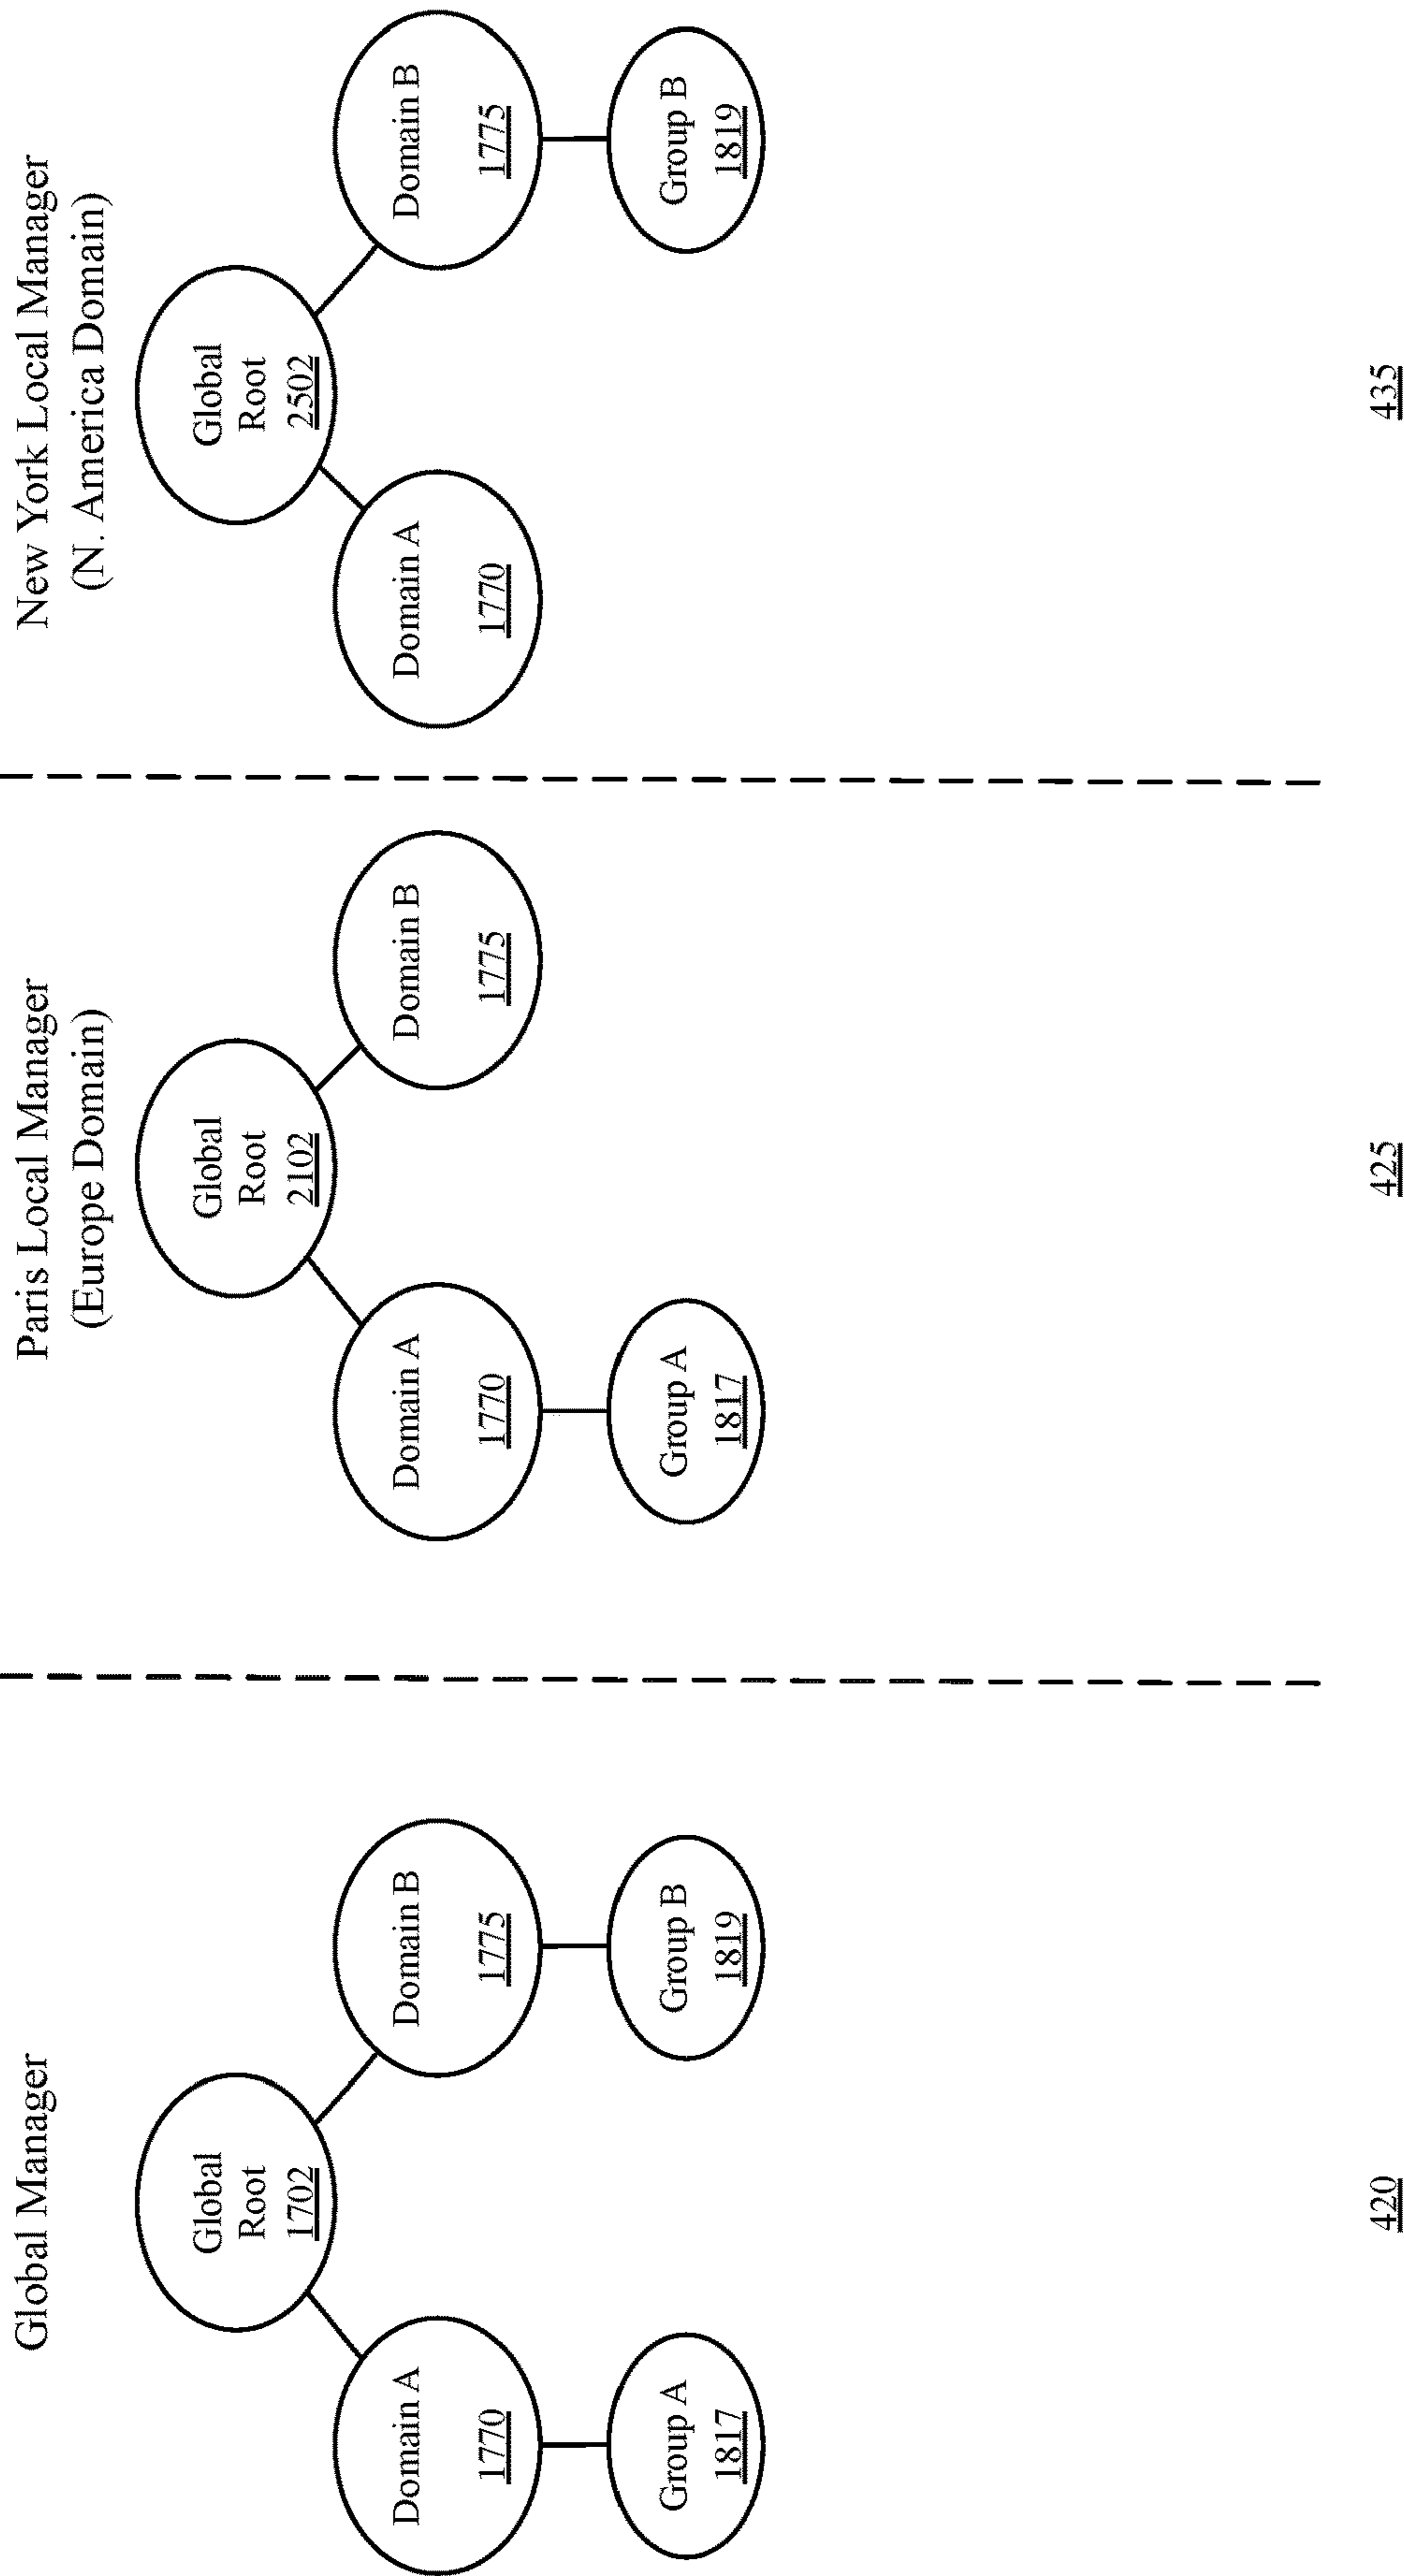 Global Manager
Global
Root
1702
Domain A
1770
Domain B
1775
Group A
1817
Group B
1819
420
Paris Local Manager
(Europe Domain)
Global
Root
2102
Domain A
1770
Domain B
1775
Group A
1817
425
New York Local Manager
(N. America Domain)
Global
Root
2502
Domain A
1770
Domain B
1775
Group B
1819
435